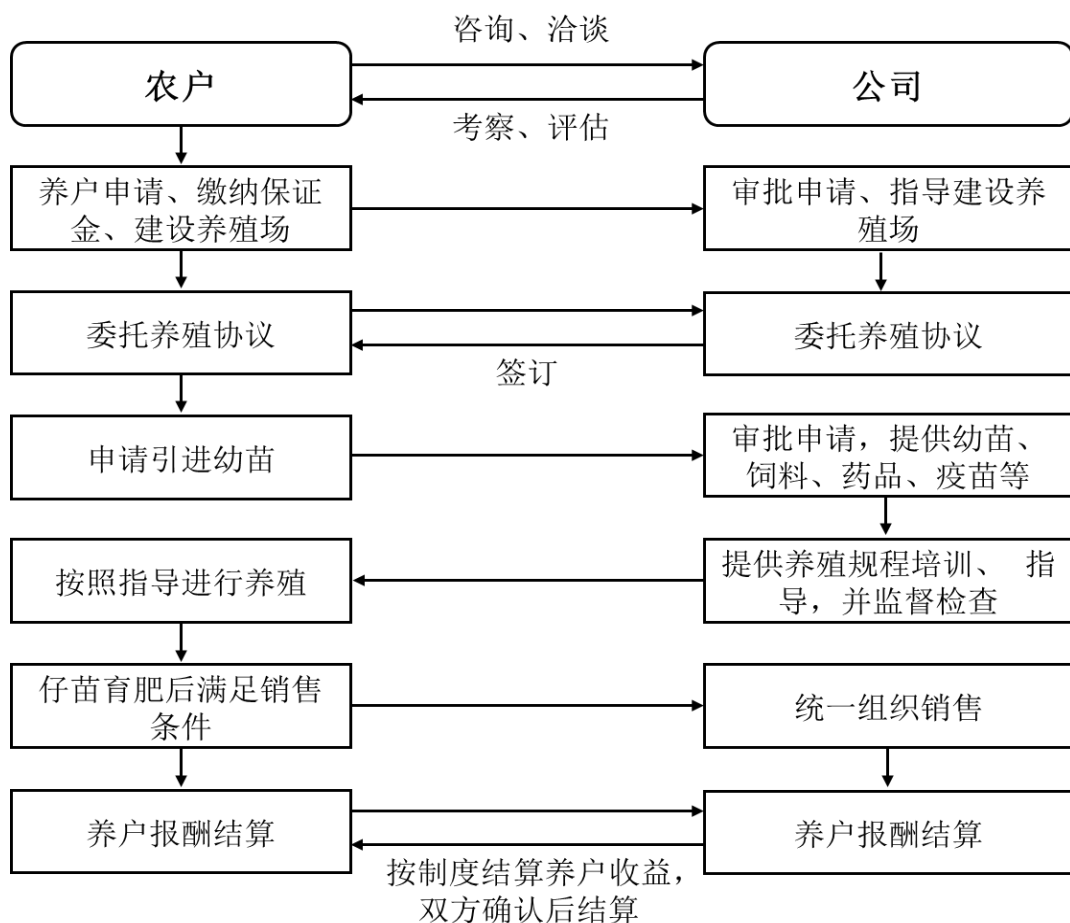 咨询、洽谈
农户
公司
考察、评估
养户申请、缴纳保证
金、建设养殖场
审批申请、指导建设养
殖场
委托养殖协议
委托养殖协议
签订
申请引进幼苗
审批申请，提供幼苗、
饲料、药品、疫苗等
按照指导进行养殖
提供养殖规程培训、 指
导，并监督检查
仔苗育肥后满足销售
条件
统一组织销售
养户报酬结算
养户报酬结算
按制度结算养户收益，
双方确认后结算